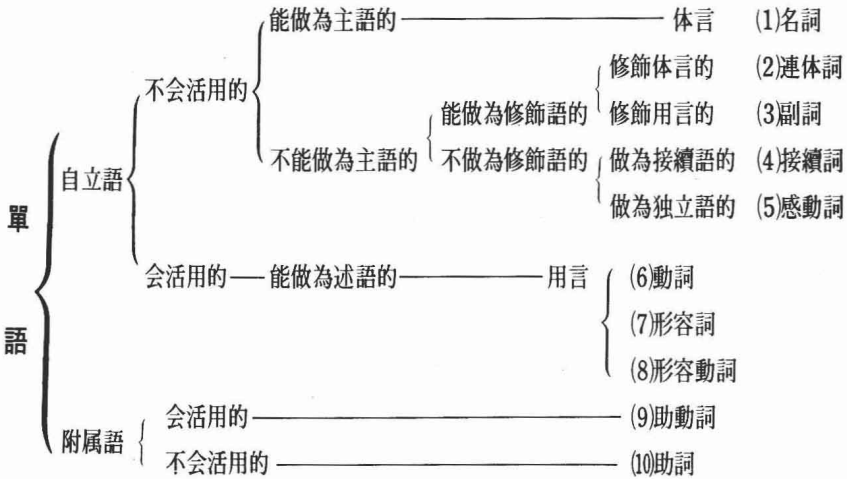 能做為主語的 体言 (1)名詞
不会活用的 修飾体言的 (2)連体詞
能做為修飾語的 修飾用言的 (3)副詞
不能做為主語的 不做為修飾語的 做為接續語的 (4)接續詞
自立語
做為独立語的 (5)感動詞
單
会活用的 能做為述語的 用言 (6)動詞
(7)形容詞
語
(8)形容動詞
会活用的 (9)助動詞
附属語
不会活用的 (10)助詞